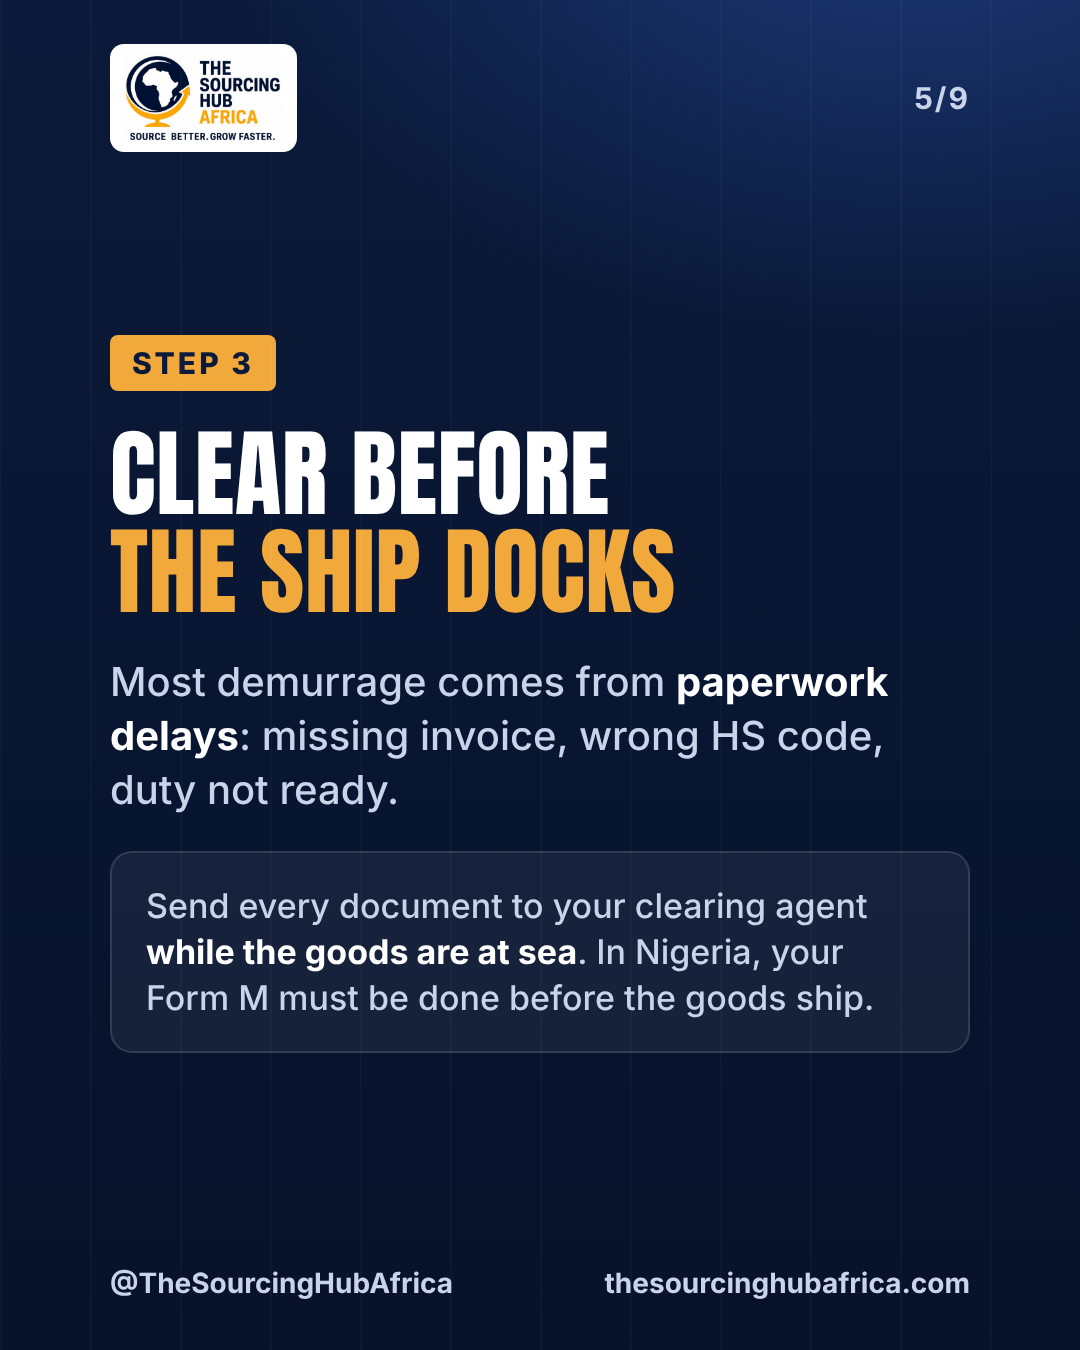 THE
SOURCING
HUB
AFRICA
SOURCE BETTER. GROW FASTER.
5/9
STEP 3
CLEAR BEFORE
THE SHIP DOCKS
Most demurrage comes from paperwork
delays: missing invoice, wrong HS code,
duty not ready.
Send every document to your clearing agent
while the goods are at sea. In Nigeria, your
Form M must be done before the goods ship.
@TheSourcingHubAfrica
thesourcinghubafrica.com